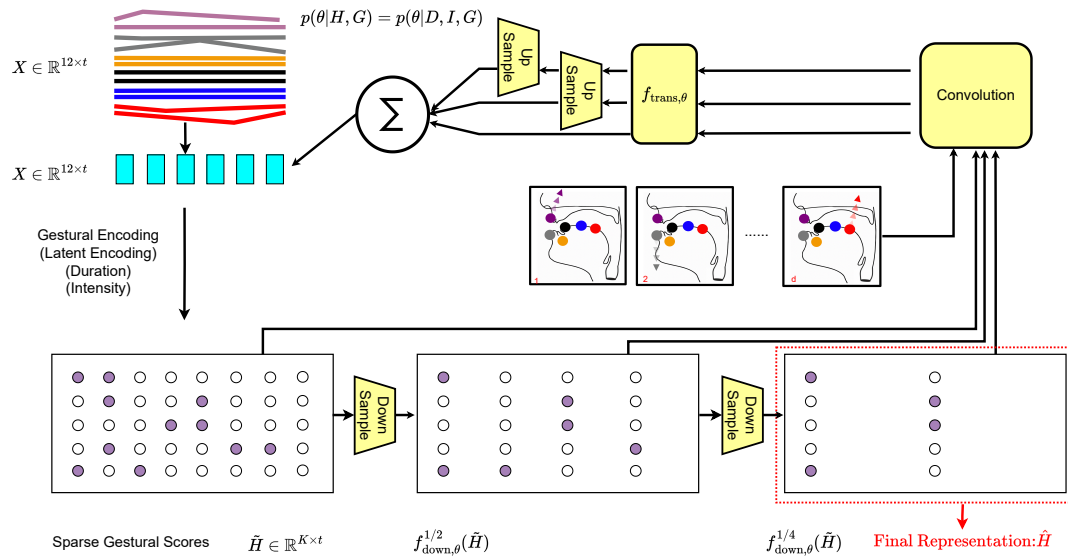 p(θ|H, G) = p(θ|D, I, G)
X ∈ ℝ^{12×t}
X ∈ ℝ^{12×t}
Σ
Up
Sample
Up
Sample
f_{trans,θ}
Convolution
1
2
......
d
Gestural Encoding
(Latent Encoding)
(Duration)
(Intensity)
Down
Sample
Down
Sample
Sparse Gestural Scores
H̃ ∈ ℝ^{K×t}
f^{1/2}_{down,θ}(H̃)
f^{1/4}_{down,θ}(H̃)
Final Representation:Ĥ